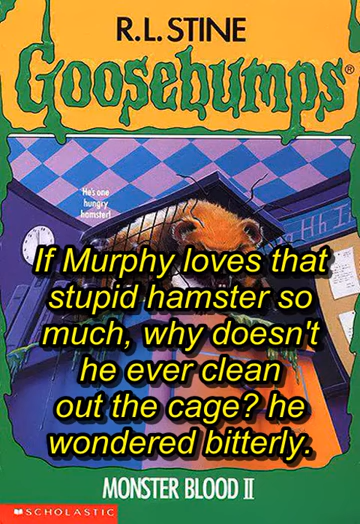 R.L. STINE
Goosebumps®
He's one
hungry
hamster!
Hh I
If Murphy loves that
stupid hamster so
much, why doesn't
he ever clean
out the cage? he
wondered bitterly.
MONSTER BLOOD II
SCHOLASTIC